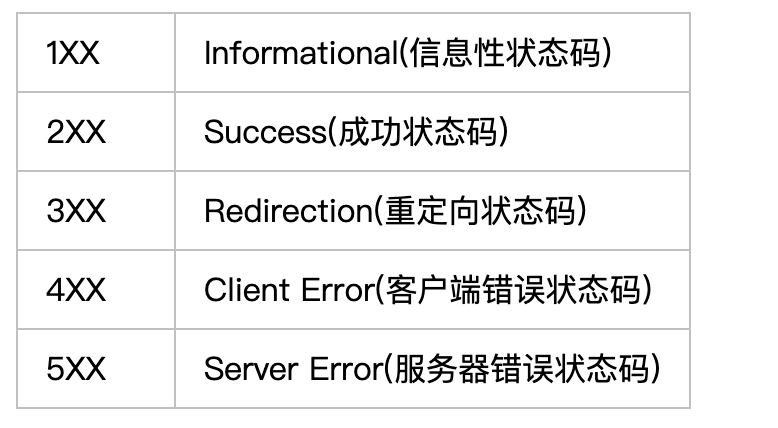 1XX Informational(信息性状态码)
2XX Success(成功状态码)
3XX Redirection(重定向状态码)
4XX Client Error(客户端错误状态码)
5XX Server Error(服务器错误状态码)